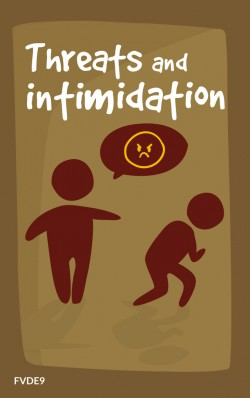 Threats and
intimidation
FVDE9